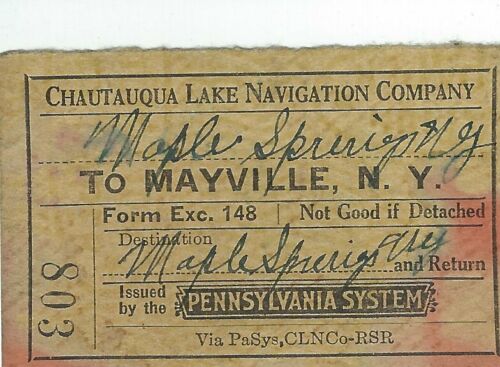 CHAUTAUQUA LAKE NAVIGATION COMPANY
Maple Springs Ny
TO MAYVILLE, N. Y.
Form Exc. 148 | Not Good if Detached
Destination
Maple Springs Ny
and Return
Issued by the PENNSYLVANIA SYSTEM
Via PaSys,CLNCo-RSR
803